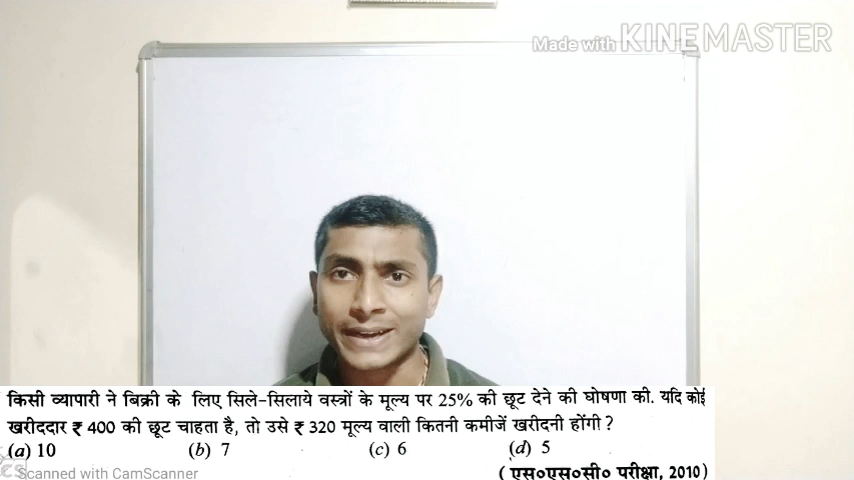 Made with KINEMASTER
किसी व्यापारी ने बिक्री के लिए सिले-सिलाये वस्त्रों के मूल्य पर 25% की छूट देने की घोषणा की. यदि कोई
खरीददार ₹ 400 की छूट चाहता है, तो उसे ₹ 320 मूल्य वाली कितनी कमीजें खरीदनी होंगी ?
(a) 10 (b) 7 (c) 6 (d) 5
CS Scanned with CamScanner
( एस०एस०सी० परीक्षा, 2010)